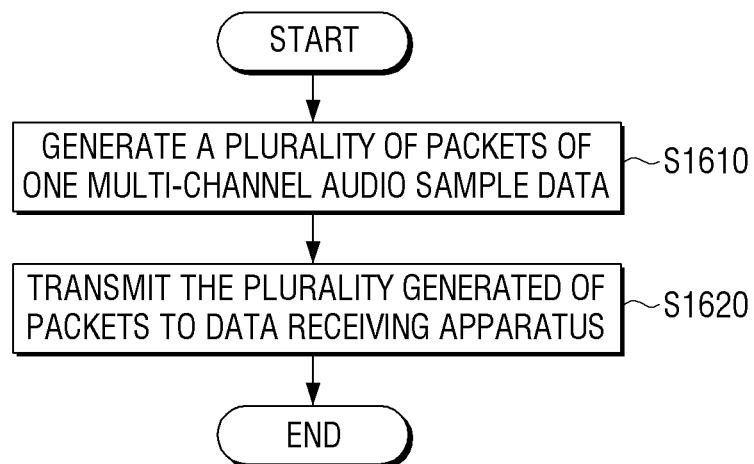 START
GENERATE A PLURALITY OF PACKETS OF
ONE MULTI-CHANNEL AUDIO SAMPLE DATA
S1610
TRANSMIT THE PLURALITY GENERATED OF
PACKETS TO DATA RECEIVING APPARATUS
S1620
END